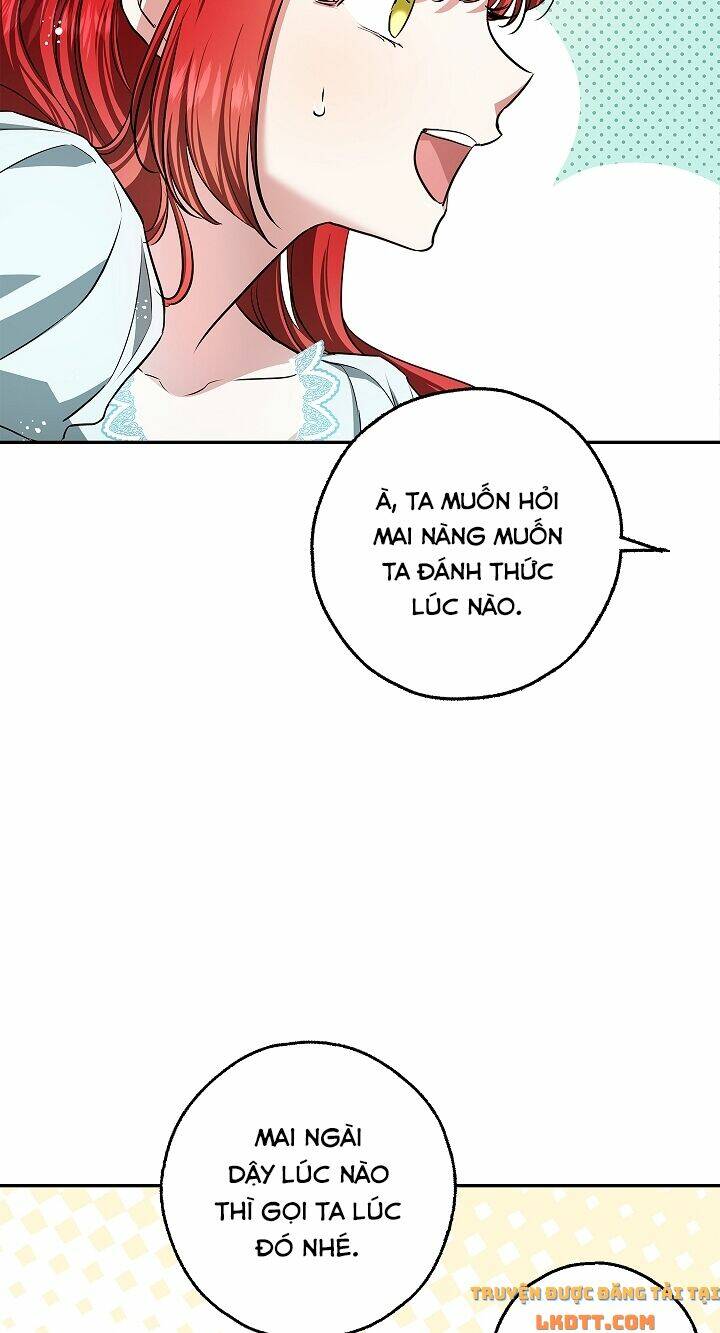 À, TA MUỐN HỎI
MAI NÀNG MUỐN
TA ĐÁNH THỨC
LÚC NÀO.
MAI NGÀI
DẬY LÚC NÀO
THÌ GỌI TA LÚC
ĐÓ NHÉ.
TRUYỆN ĐƯỢC ĐĂNG TẢI TẠI
LKDTT.COM